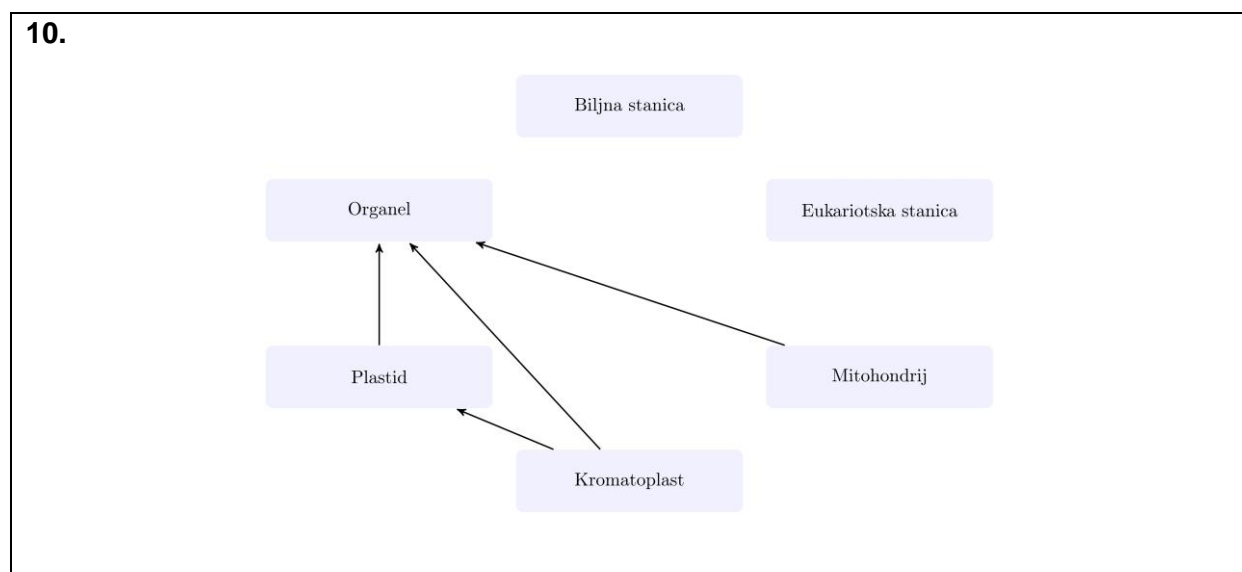 10.
Biljna stanica
Organel
Eukariotska stanica
Plastid
Mitohondrij
Kromatoplast